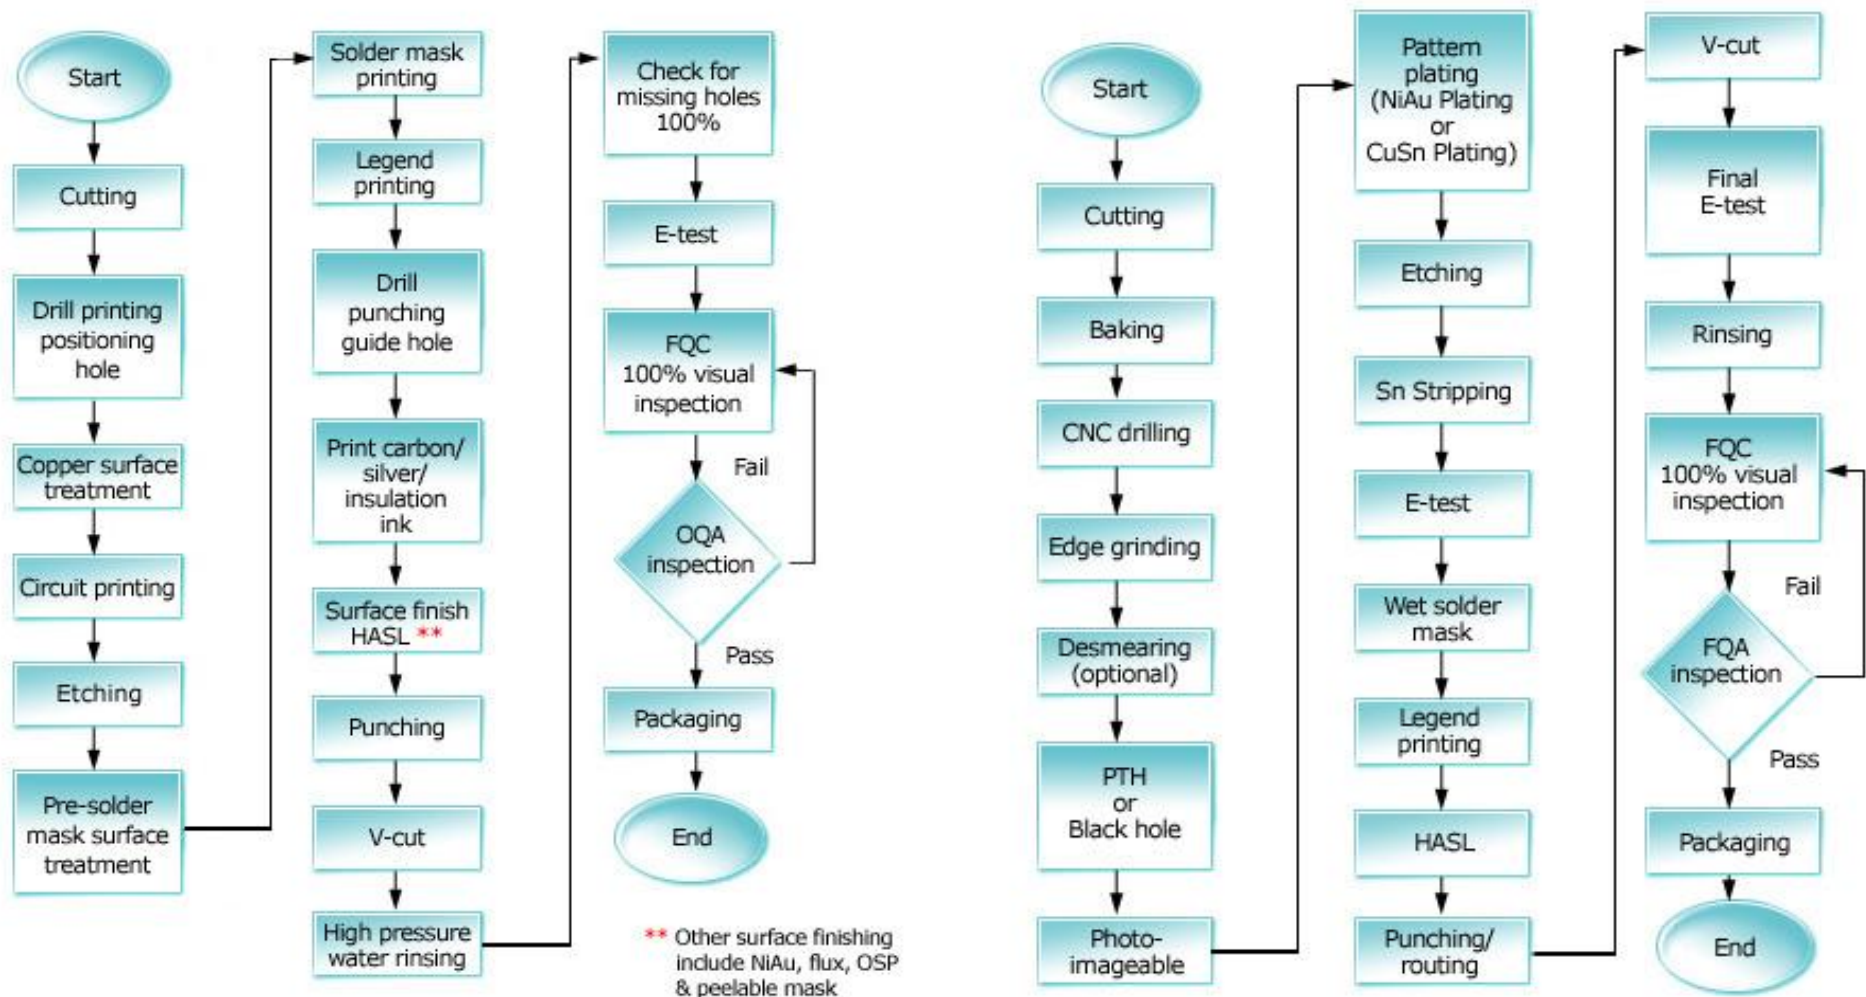 Start
Cutting
Drill printing
positioning
hole
Copper surface
treatment
Circuit printing
Etching
Pre-solder
mask surface
treatment
Solder mask
printing
Legend
printing
Drill
punching
guide hole
Print carbon/
silver/
insulation
ink
Surface finish
HASL **
Punching
V-cut
High pressure
water rinsing
Check for
missing holes
100%
E-test
FQC
100% visual
inspection
Fail
OQA
inspection
Pass
Packaging
End
** Other surface finishing
include NiAu, flux, OSP
& peelable mask
Start
Cutting
Baking
CNC drilling
Edge grinding
Desmearing
(optional)
PTH
or
Black hole
Photo-
imageable
Pattern
plating
(NiAu Plating
or
CuSn Plating)
Etching
Sn Stripping
E-test
Wet solder
mask
Legend
printing
HASL
Punching/
routing
V-cut
Final
E-test
Rinsing
FQC
100% visual
inspection
Fail
FQA
inspection
Pass
Packaging
End